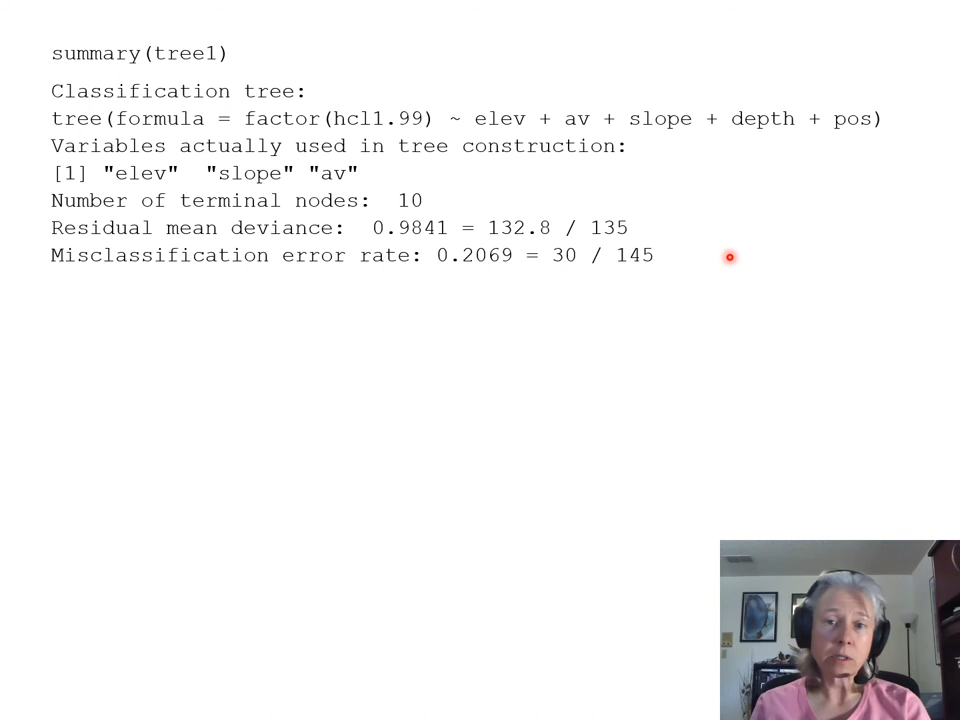 summary(tree1)
Classification tree:
tree(formula = factor(hcl1.99) ~ elev + av + slope + depth + pos)
Variables actually used in tree construction:
[1] "elev"  "slope" "av"
Number of terminal nodes:  10
Residual mean deviance:  0.9841 = 132.8 / 135
Misclassification error rate: 0.2069 = 30 / 145